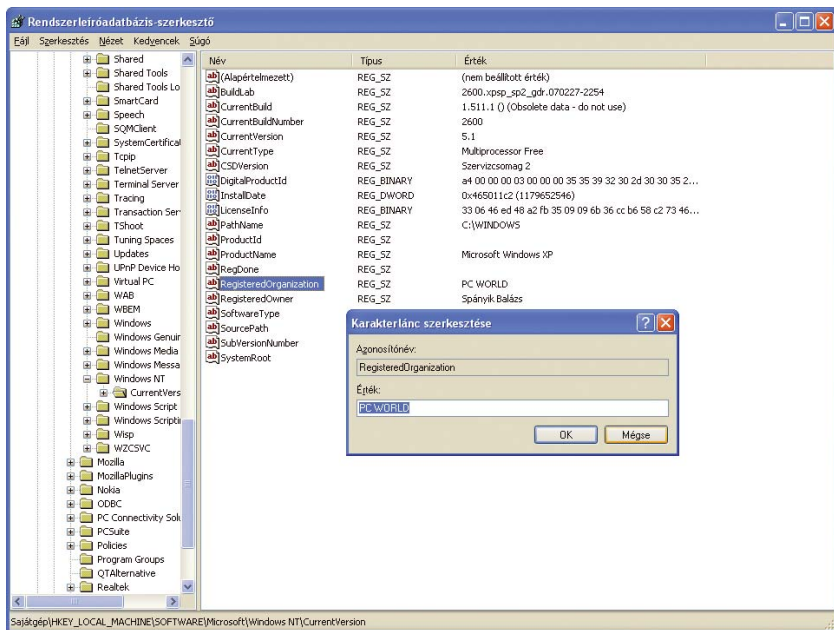 Rendszerleíróadatbázis-szerkesztő
Fájl Szerkesztés Nézet Kedvencek Súgó
Shared
Shared Tools
Shared Tools Lo
SmartCard
Speech
SQMClient
SystemCertificat
Tcpip
TelnetServer
Terminal Server
Tracing
Transaction Ser
TShoot
Tuning Spaces
Updates
UPnP Device Ho
Virtual PC
WAB
WBEM
Windows
Windows Genuir
Windows Media
Windows Messa
Windows NT
CurrentVers
Windows Script
Windows Scripti
Wisp
WZCSVC
Mozilla
MozillaPlugins
Nokia
ODBC
PC Connectivity Solu
PCSuite
Policies
Program Groups
QTAlternative
Realtek
Név Típus Érték
(Alapértelmezett) REG_SZ (nem beállított érték)
BuildLab REG_SZ 2600.xpsp_sp2_gdr.070227-2254
CurrentBuild REG_SZ 1.511.1 () (Obsolete data - do not use)
CurrentBuildNumber REG_SZ 2600
CurrentVersion REG_SZ 5.1
CurrentType REG_SZ Multiprocessor Free
CSDVersion REG_SZ Szervizcsomag 2
DigitalProductId REG_BINARY a4 00 00 00 03 00 00 00 35 35 39 32 30 2d 30 30 35 2...
InstallDate REG_DWORD 0x465011c2 (1179652546)
LicenseInfo REG_BINARY 33 06 46 ed 48 a2 fb 35 09 09 6b 36 cc b6 58 c2 73 46...
PathName REG_SZ C:\WINDOWS
ProductId REG_SZ
ProductName REG_SZ Microsoft Windows XP
RegDone REG_SZ
RegisteredOrganization REG_SZ PC WORLD
RegisteredOwner REG_SZ Spányik Balázs
SoftwareType
SourcePath
SubVersionNumber
SystemRoot
Karakterlánc szerkesztése
Azonosítónév:
RegisteredOrganization
Érték:
PC WORLD
OK Mégse
Sajátgép\HKEY_LOCAL_MACHINE\SOFTWARE\Microsoft\Windows NT\CurrentVersion